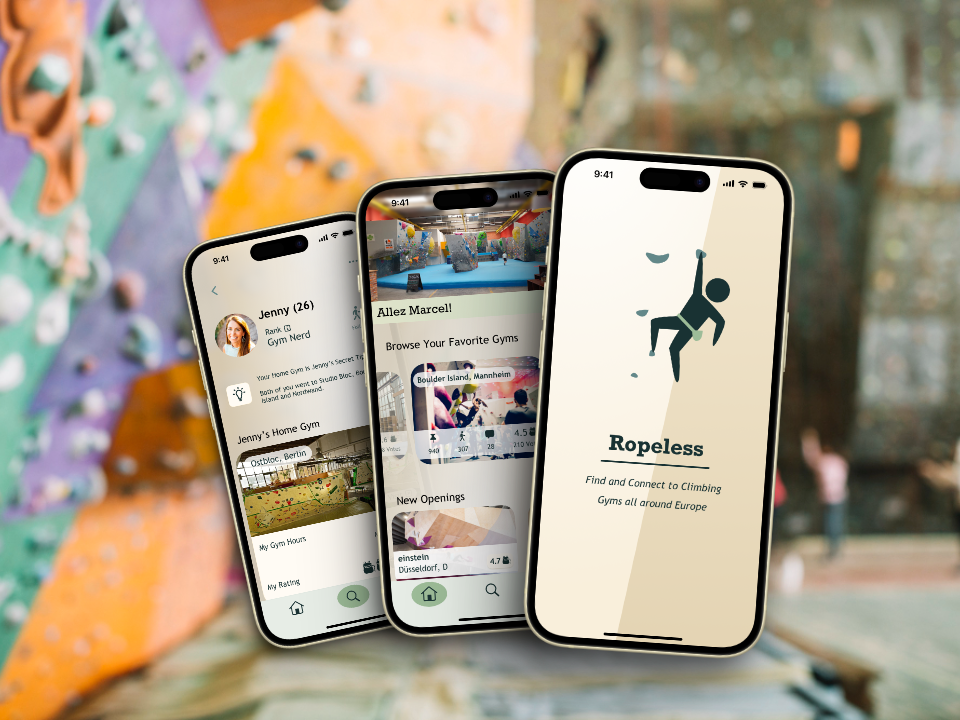 9:41
Jenny (26)
Rank
Gym Nerd
Your Home Gym is Jenny's Secret
Both of you went to Studio Bloc,
Island and Nordwand.
Jenny's Home Gym
Ostbloc, Berlin
My Gym Hours
My Rating
9:41
Allez Marcel!
Browse Your Favorite Gyms
Boulder Island, Mannheim
Votes
940
307
28
4.5
210
New Openings
einstein
Düsseldorf, D
4.7
9:41
Ropeless
Find and Connect to Climbing
Gyms all around Europe